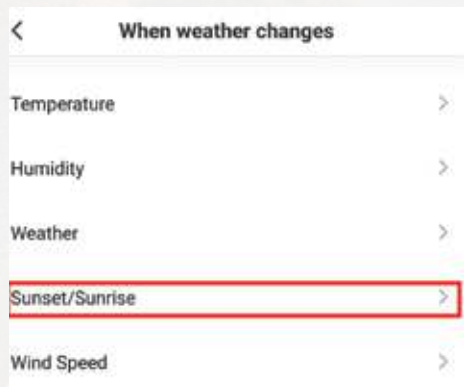 When weather changes
Temperature
Humidity
Weather
Sunset/Sunrise
Wind Speed